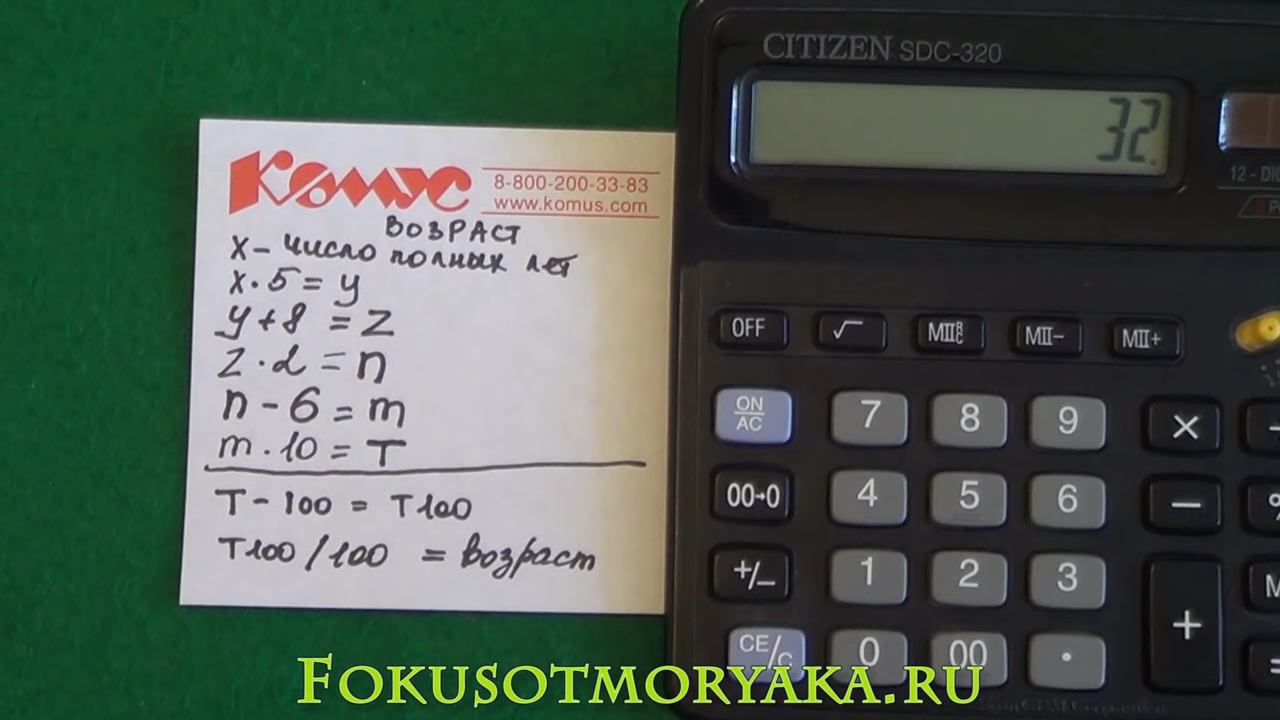 Комус
8-800-200-33-83
www.komus.com
ВОЗРАСТ
X – число полных лет
X · 5 = y
y + 8 = Z
Z · 2 = n
n - 6 = m
m · 10 = T
T - 100 = T100
T100 / 100 = возраст
CITIZEN SDC-320
32.
OFF √ MII-
MII+
ON
AC
7 8 9 ×
00→0 4 5 6 −
+/− 1 2 3
CE/C 0 00 · +
FOKUSOTMORYAKA.RU